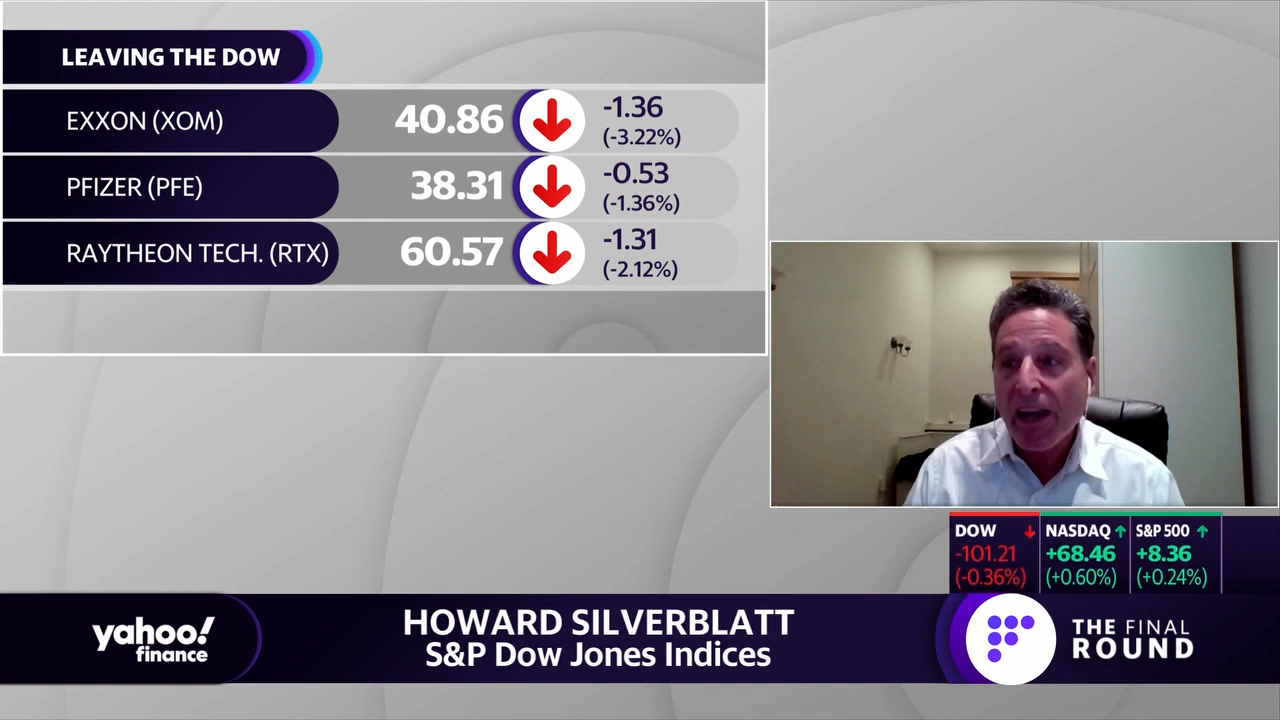 LEAVING THE DOW
EXXON (XOM) 40.86 -1.36
(-3.22%)
PFIZER (PFE) 38.31 -0.53
(-1.36%)
RAYTHEON TECH. (RTX) 60.57 -1.31
(-2.12%)
DOW NASDAQ S&P 500
-101.21 +68.46 +8.36
(-0.36%) (+0.60%) (+0.24%)
yahoo!
finance
HOWARD SILVERBLATT
S&P Dow Jones Indices
THE FINAL
ROUND